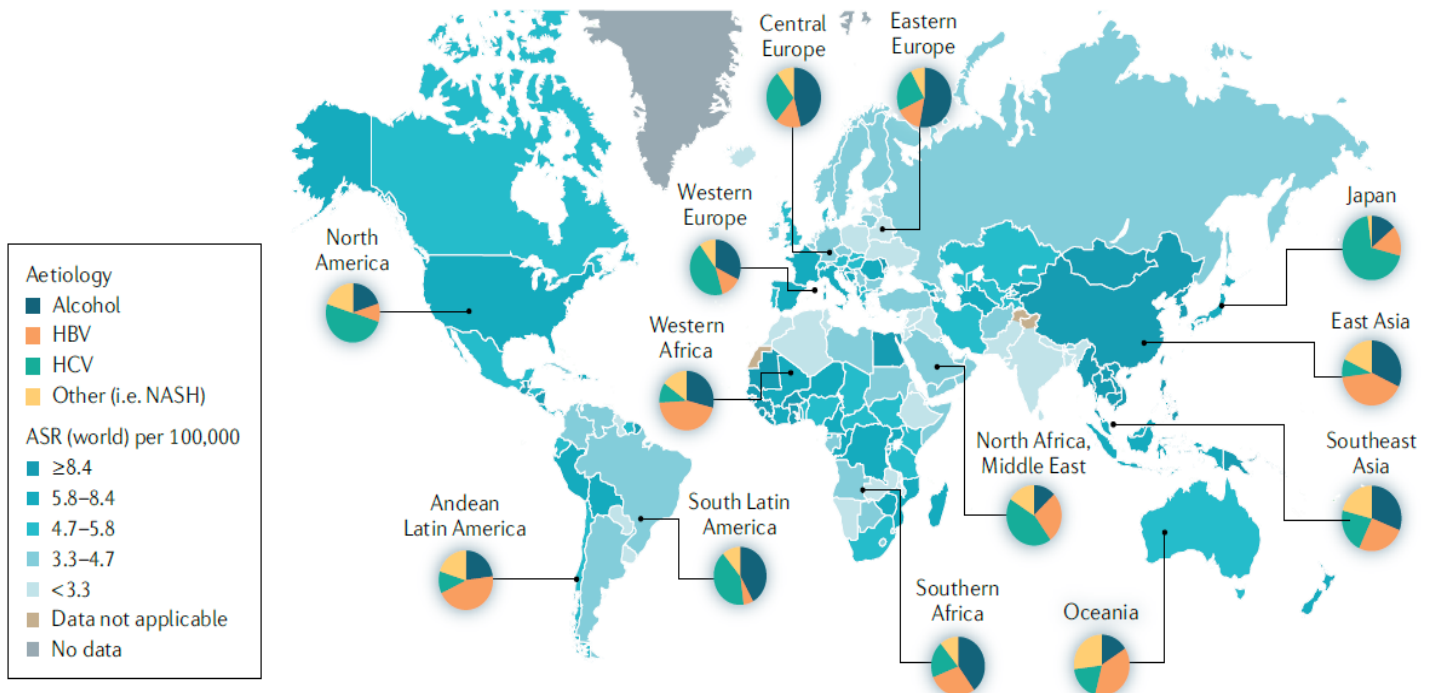 Central
Europe
Eastern
Europe
Western
Europe
Japan
North
America
Western
Africa
East Asia
Aetiology
Alcohol
HBV
HCV
Other (i.e. NASH)
ASR (world) per 100,000
≥8.4
5.8–8.4
4.7–5.8
3.3–4.7
<3.3
Data not applicable
No data
North Africa,
Middle East
Southeast
Asia
Andean
Latin America
South Latin
America
Southern
Africa
Oceania